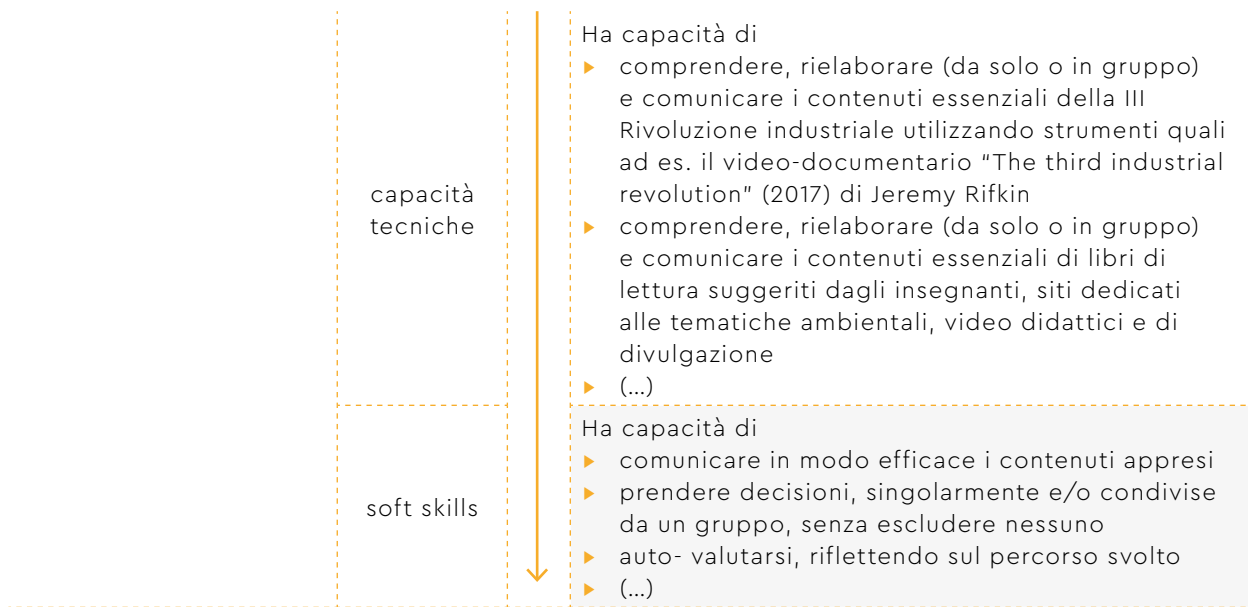 capacità
tecniche
Ha capacità di
▸ comprendere, rielaborare (da solo o in gruppo)
e comunicare i contenuti essenziali della III
Rivoluzione industriale utilizzando strumenti quali
ad es. il video-documentario “The third industrial
revolution” (2017) di Jeremy Rifkin
▸ comprendere, rielaborare (da solo o in gruppo)
e comunicare i contenuti essenziali di libri di
lettura suggeriti dagli insegnanti, siti dedicati
alle tematiche ambientali, video didattici e di
divulgazione
▸ (...)
soft skills
Ha capacità di
▸ comunicare in modo efficace i contenuti appresi
▸ prendere decisioni, singolarmente e/o condivise
da un gruppo, senza escludere nessuno
▸ auto- valutarsi, riflettendo sul percorso svolto
▸ (...)